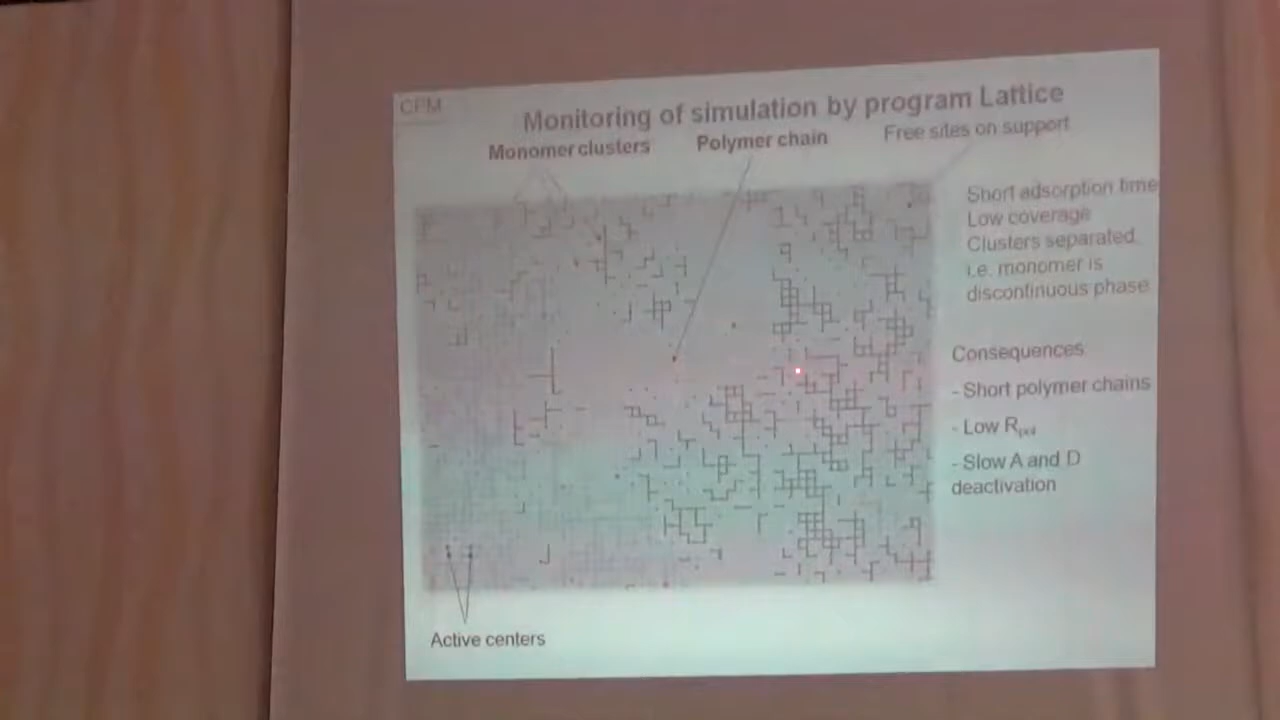 CPM
Monitoring of simulation by program Lattice
Monomer clusters
Polymer chain
Free sites on support
Short adsorption time
Low coverage
Clusters separated
i.e. monomer is
discontinuous phase
Consequences
- Short polymer chains
- Low Rpol
- Slow A and D
deactivation
Active centers